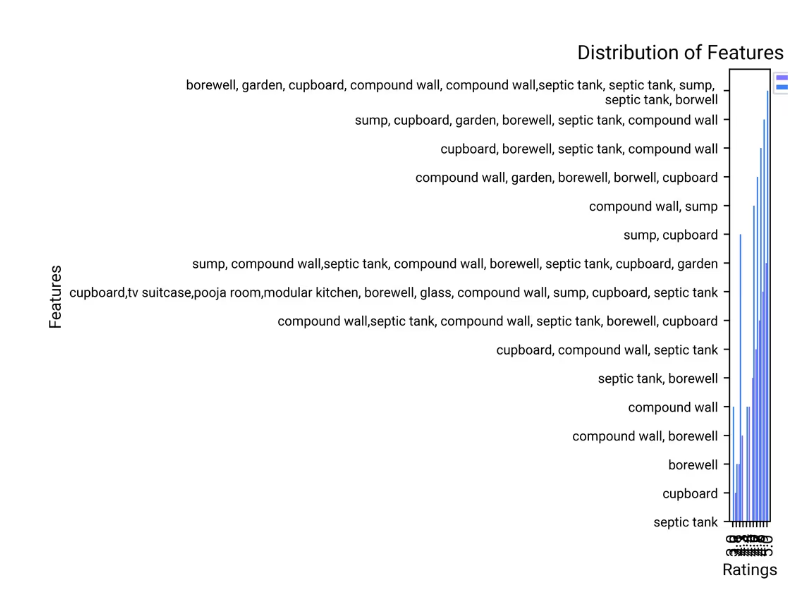 Distribution of Features
borewell, garden, cupboard, compound wall, compound wall,septic tank, septic tank, sump,
septic tank, borwell
sump, cupboard, garden, borewell, septic tank, compound wall
cupboard, borewell, septic tank, compound wall
compound wall, garden, borewell, borwell, cupboard
compound wall, sump
sump, cupboard
sump, compound wall,septic tank, compound wall, borewell, septic tank, cupboard, garden
cupboard,tv suitcase,pooja room,modular kitchen, borewell, glass, compound wall, sump, cupboard, septic tank
compound wall,septic tank, compound wall, septic tank, borewell, cupboard
cupboard, compound wall, septic tank
septic tank, borewell
compound wall
compound wall, borewell
borewell
cupboard
septic tank
Features
5.0
Ratings